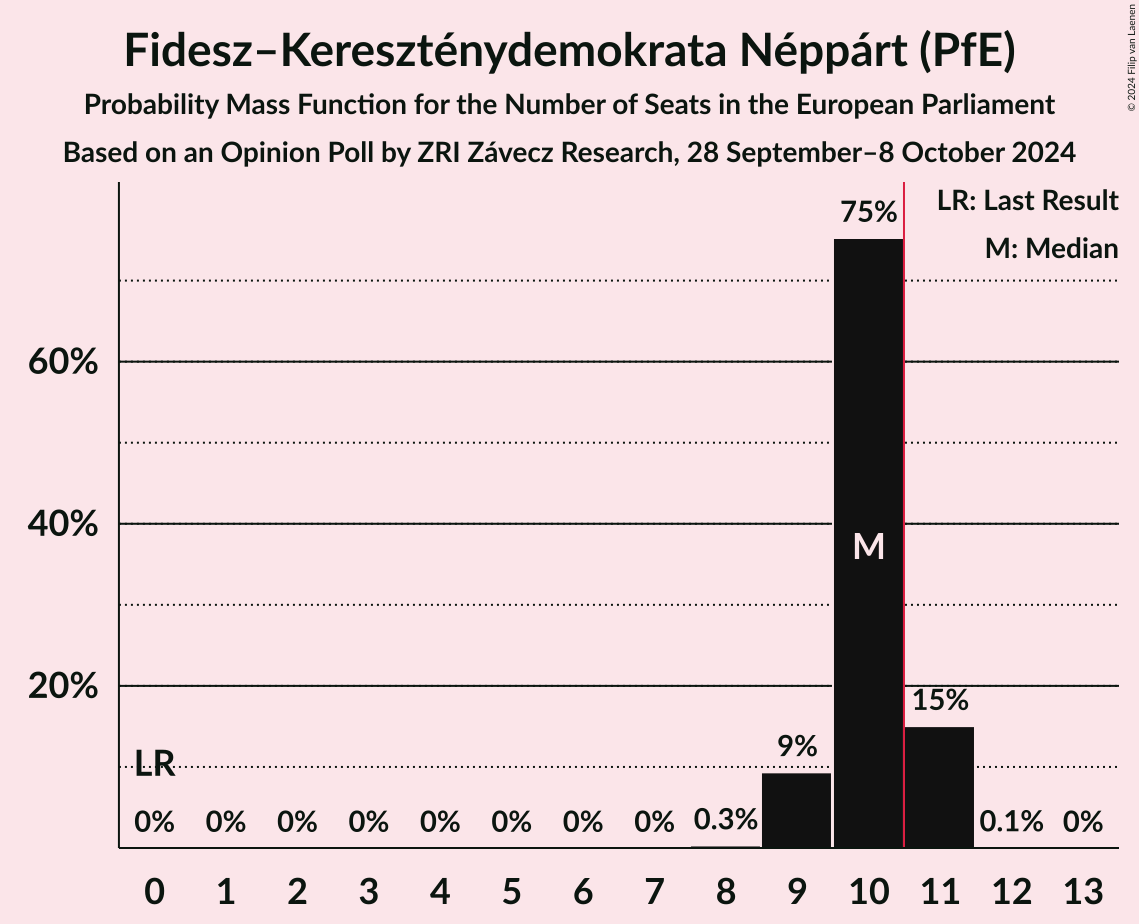 Fidesz–Kereszténydemokrata Néppárt (PfE)
Probability Mass Function for the Number of Seats in the European Parliament
Based on an Opinion Poll by ZRI Závecz Research, 28 September–8 October 2024
© 2024 Filip van Laenen
LR: Last Result
M: Median
75%
60%
40%
M
20%
15%
9%
LR
0% 0% 0% 0% 0% 0% 0% 0% 0.3% 0.1% 0%
0 1 2 3 4 5 6 7 8 9 10 11 12 13